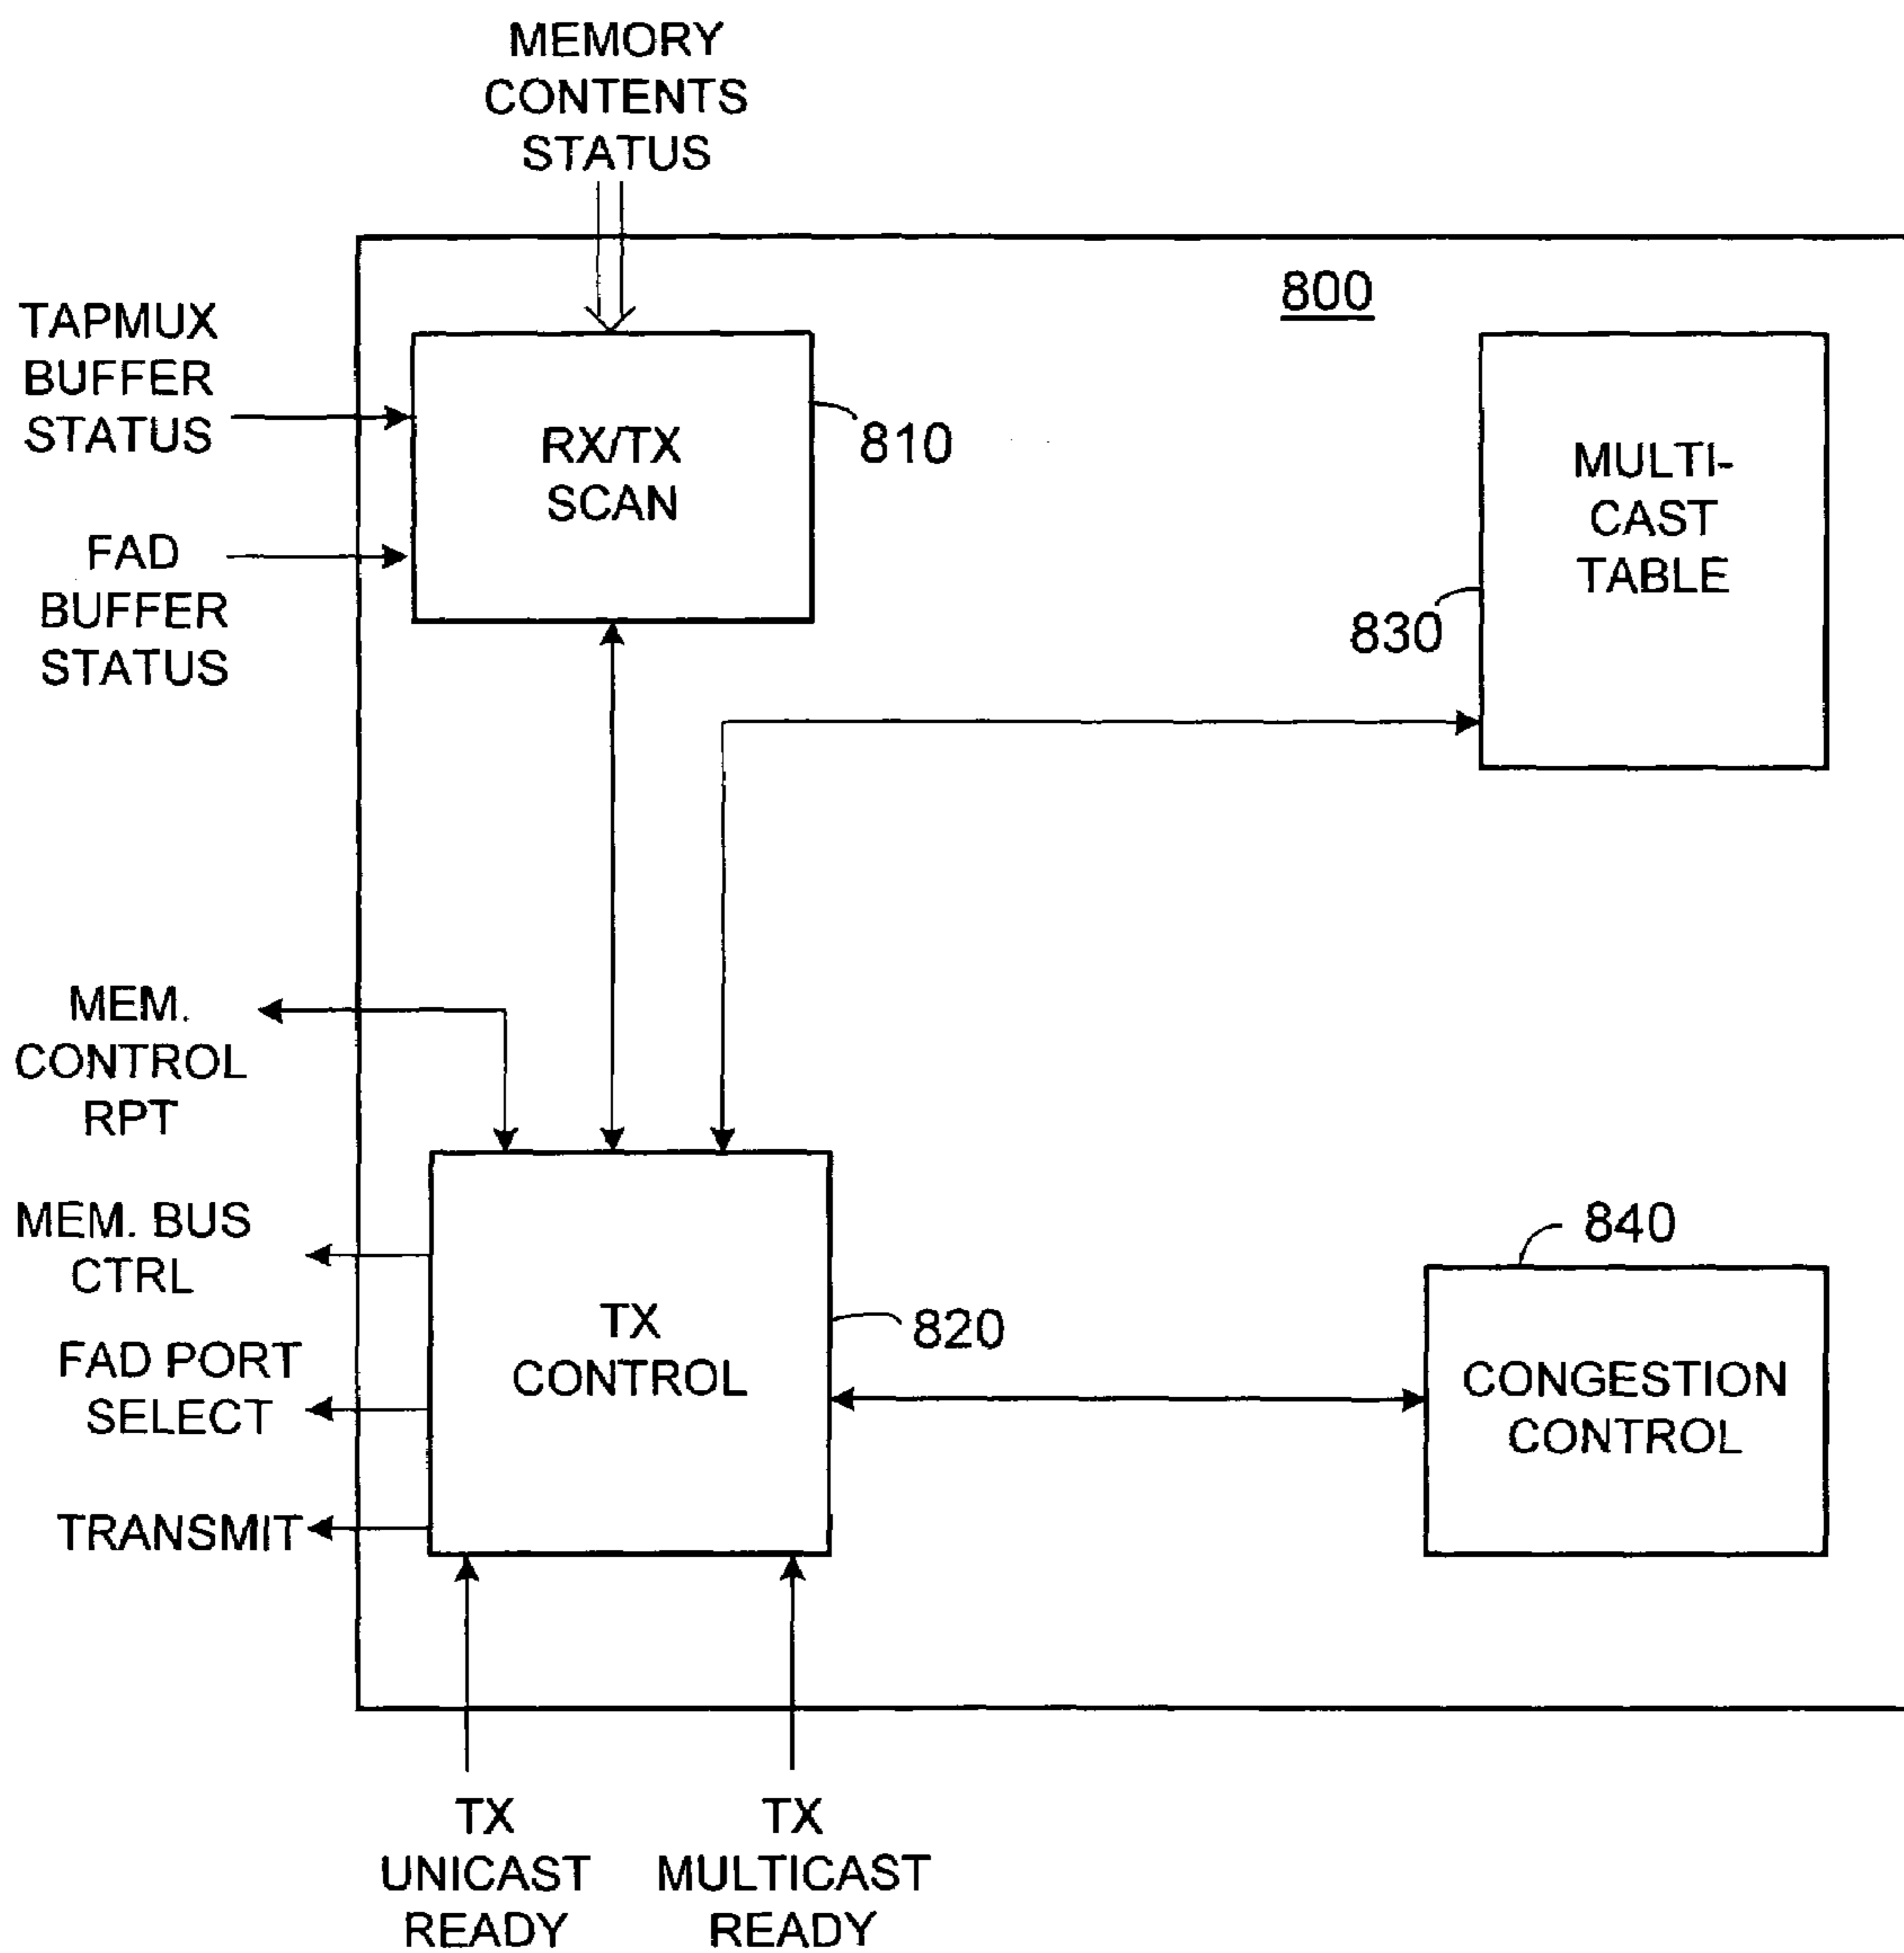 MEMORY
CONTENTS
STATUS
800
TAPMUX
BUFFER
STATUS
RX/TX
SCAN
810
MULTI-
CAST
TABLE
FAD
BUFFER
STATUS
830
MEM.
CONTROL
RPT
MEM. BUS
CTRL
840
TX
CONTROL
820
FAD PORT
SELECT
CONGESTION
CONTROL
TRANSMIT
TX
UNICAST
READY
TX
MULTICAST
READY